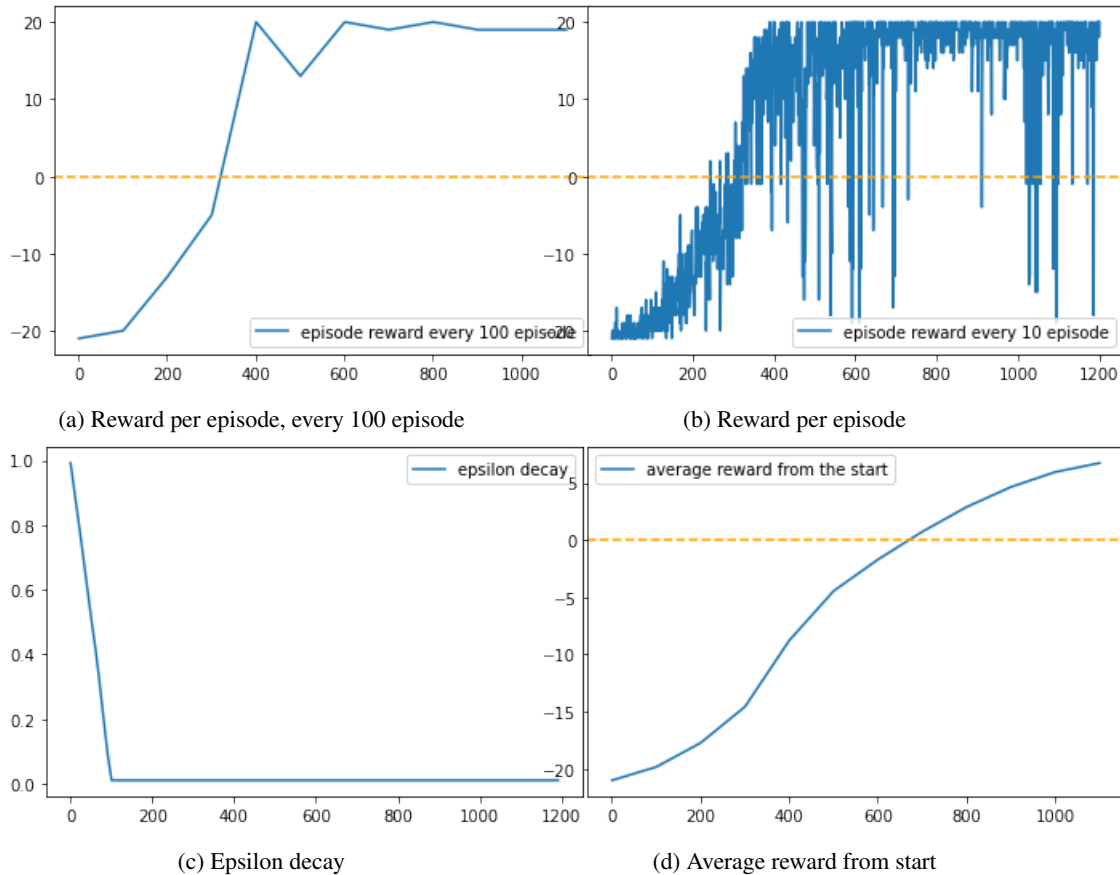 20
10
0
−10
−20
episode reward every 100 episode
0 200 400 600 800 1000
(a) Reward per episode, every 100 episode
20
10
0
−10
−20
episode reward every 10 episode
0 200 400 600 800 1000 1200
(b) Reward per episode
1.0
0.8
0.6
0.4
0.2
0.0
epsilon decay
0 200 400 600 800 1000 1200
(c) Epsilon decay
average reward from the start
5
0
−5
−10
−15
−20
0 200 400 600 800 1000
(d) Average reward from start